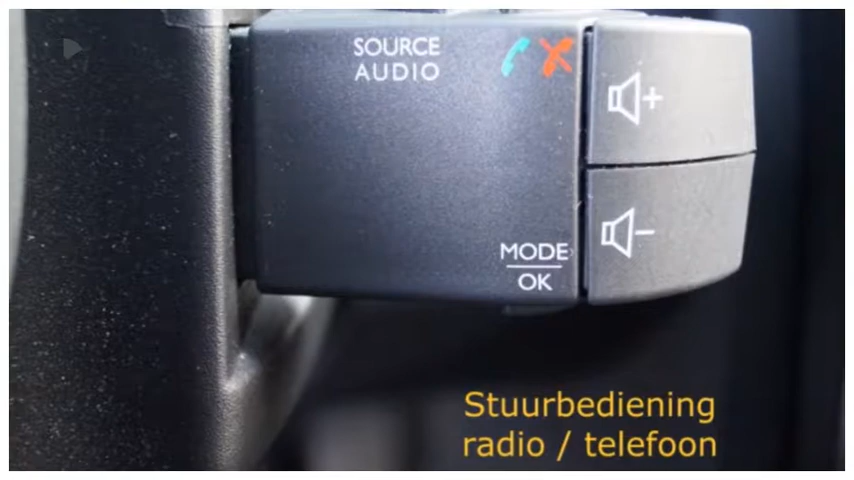 SOURCE
AUDIO
+
-
MODE
OK
Stuurbediening
radio / telefoon